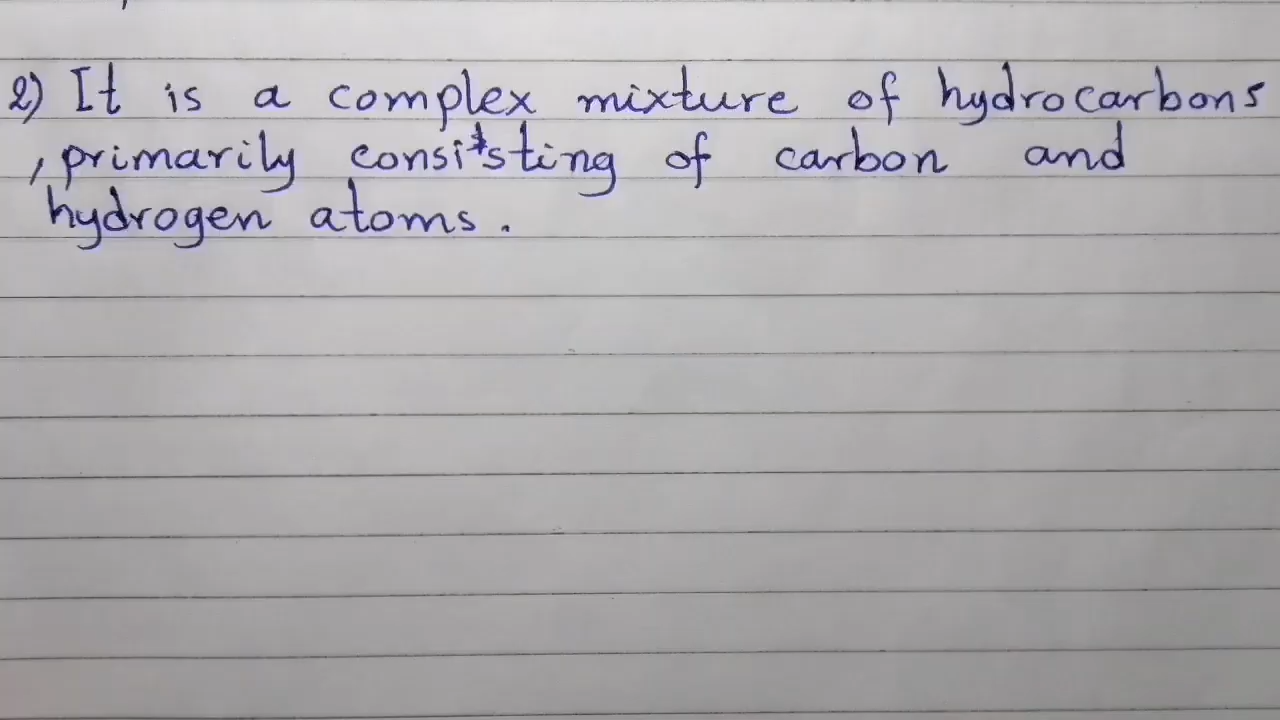 2) It is a complex mixture of hydrocarbons
, primarily consisting of carbon and
hydrogen atoms.